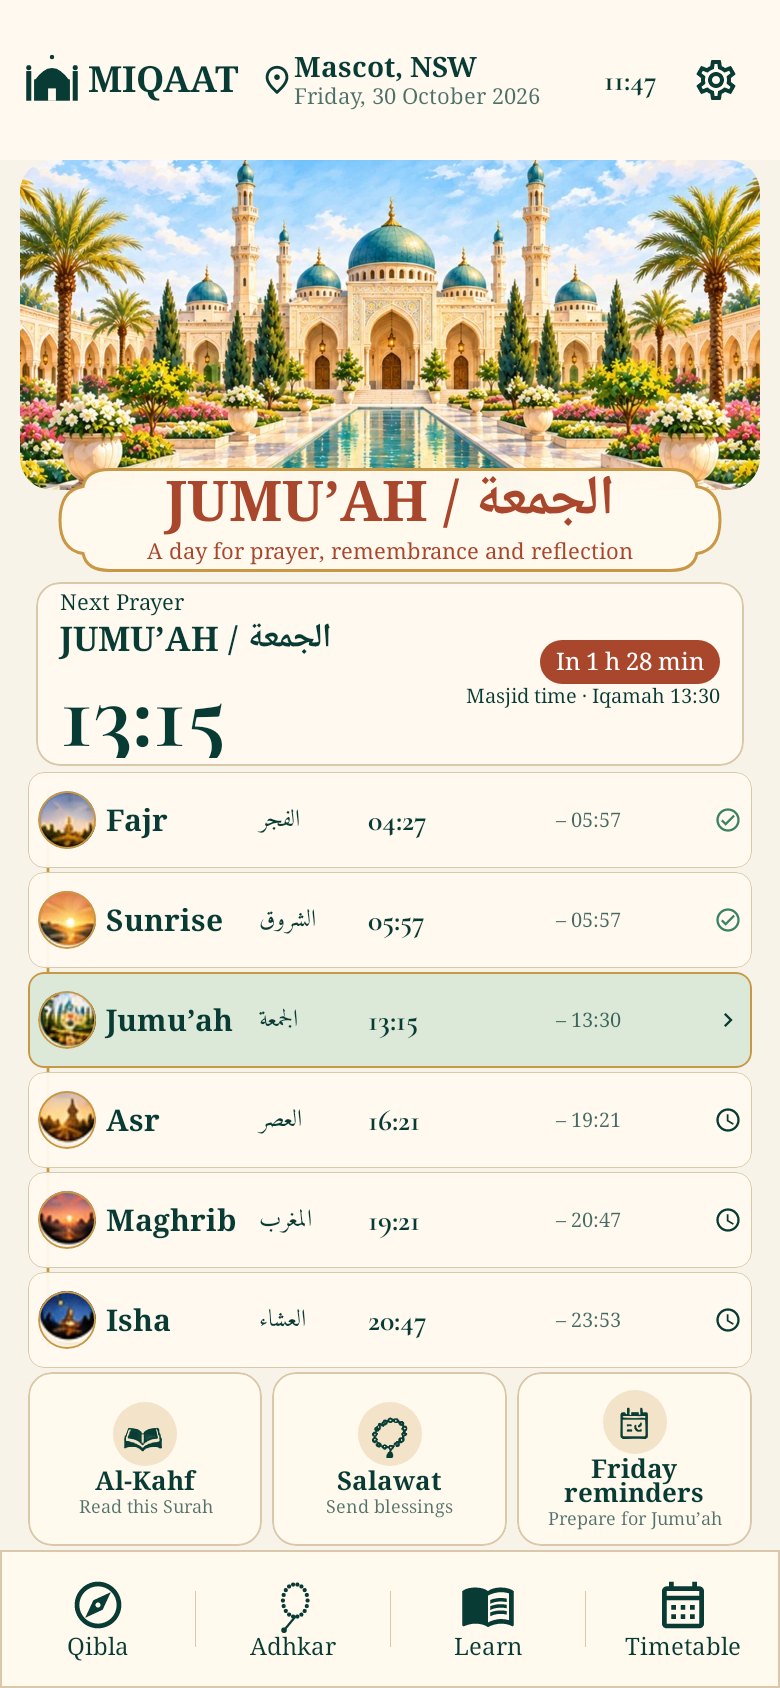 MIQAAT
Mascot, NSW
Friday, 30 October 2026
11:47
JUMU’AH / الجمعة
A day for prayer, remembrance and reflection
Next Prayer
JUMU’AH / الجمعة
13:15
In 1 h 28 min
Masjid time · Iqamah 13:30
Fajr الفجر 04:27 – 05:57
Sunrise الشروق 05:57 – 05:57
Jumu’ah الجمعة 13:15 – 13:30
Asr العصر 16:21 – 19:21
Maghrib المغرب 19:21 – 20:47
Isha العشاء 20:47 – 23:53
Al-Kahf
Read this Surah
Salawat
Send blessings
Friday
reminders
Prepare for Jumu’ah
Qibla
Adhkar
Learn
Timetable